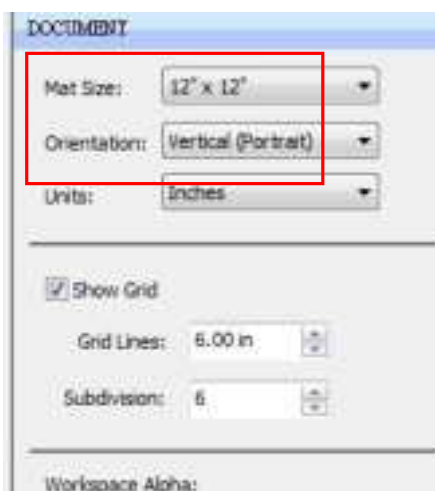 DOCUMENT
Mat Size: 12" x 12"
Orientation: Vertical (Portrait)
Units: Inches
Show Grid
Grid Lines: 6.00 in
Subdivision: 6
Workspace Alpha: